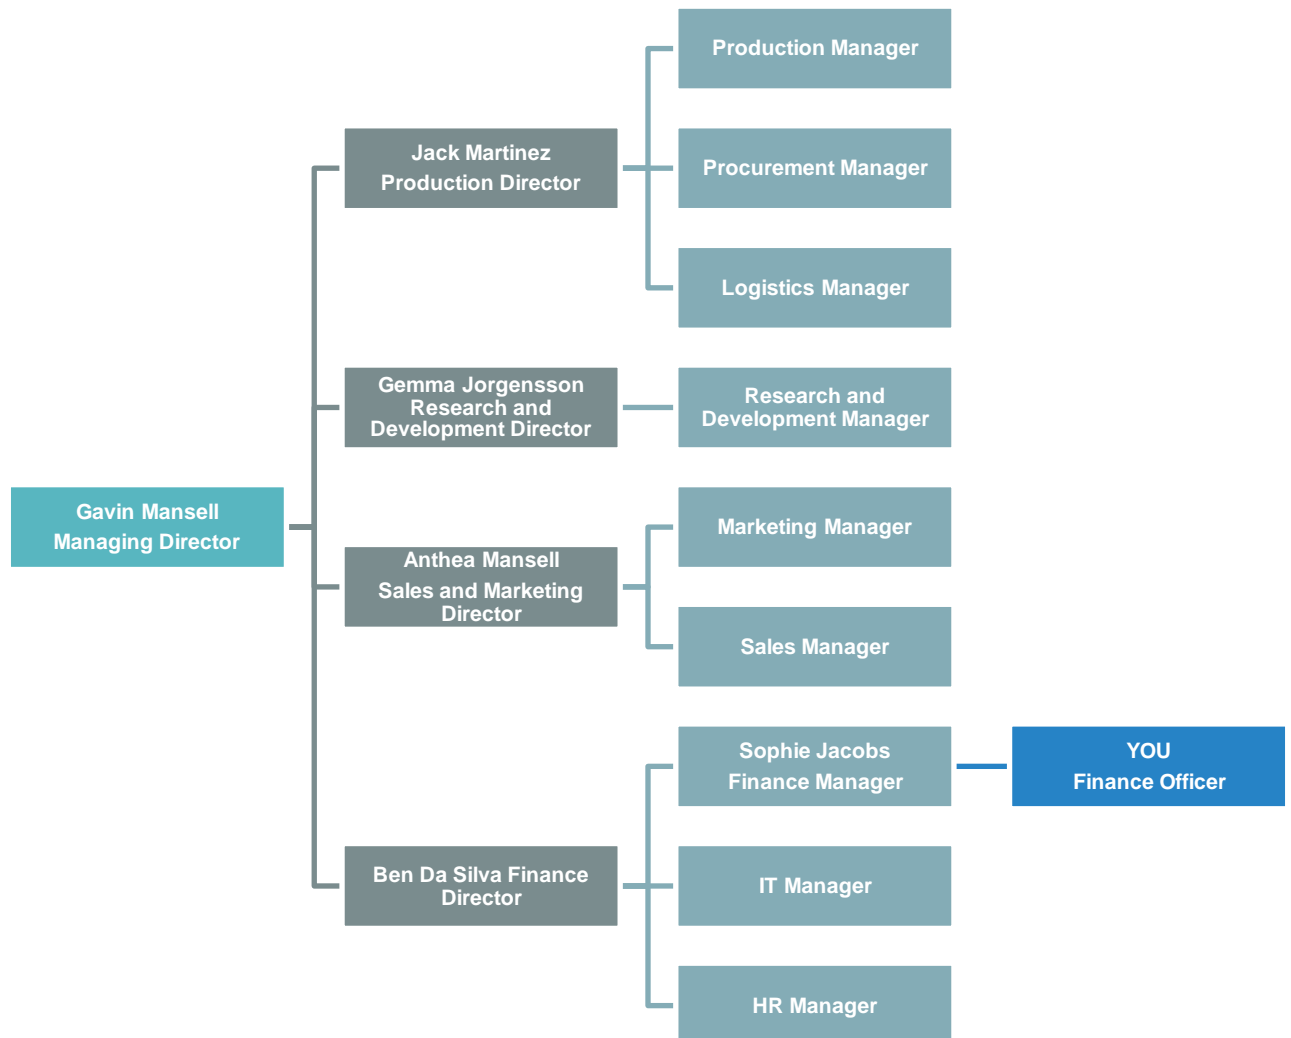 Production Manager
Jack Martinez
Production Director
Procurement Manager
Logistics Manager
Gemma Jorgensson
Research and
Development Director
Research and
Development Manager
Gavin Mansell
Managing Director
Marketing Manager
Anthea Mansell
Sales and Marketing
Director
Sales Manager
Sophie Jacobs
Finance Manager
YOU
Finance Officer
Ben Da Silva Finance
Director
IT Manager
HR Manager